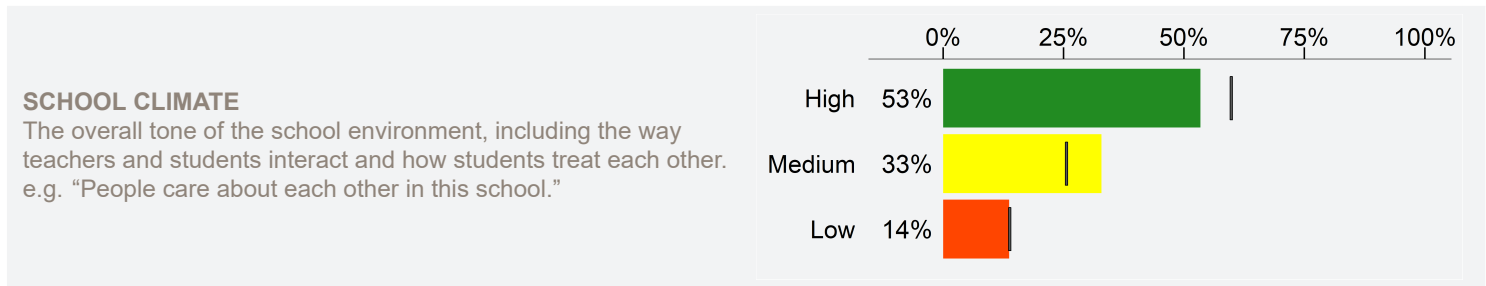 SCHOOL CLIMATE
The overall tone of the school environment, including the way
teachers and students interact and how students treat each other.
e.g. “People care about each other in this school.”
0% 25% 50% 75% 100%
High 53%
Medium 33%
Low 14%